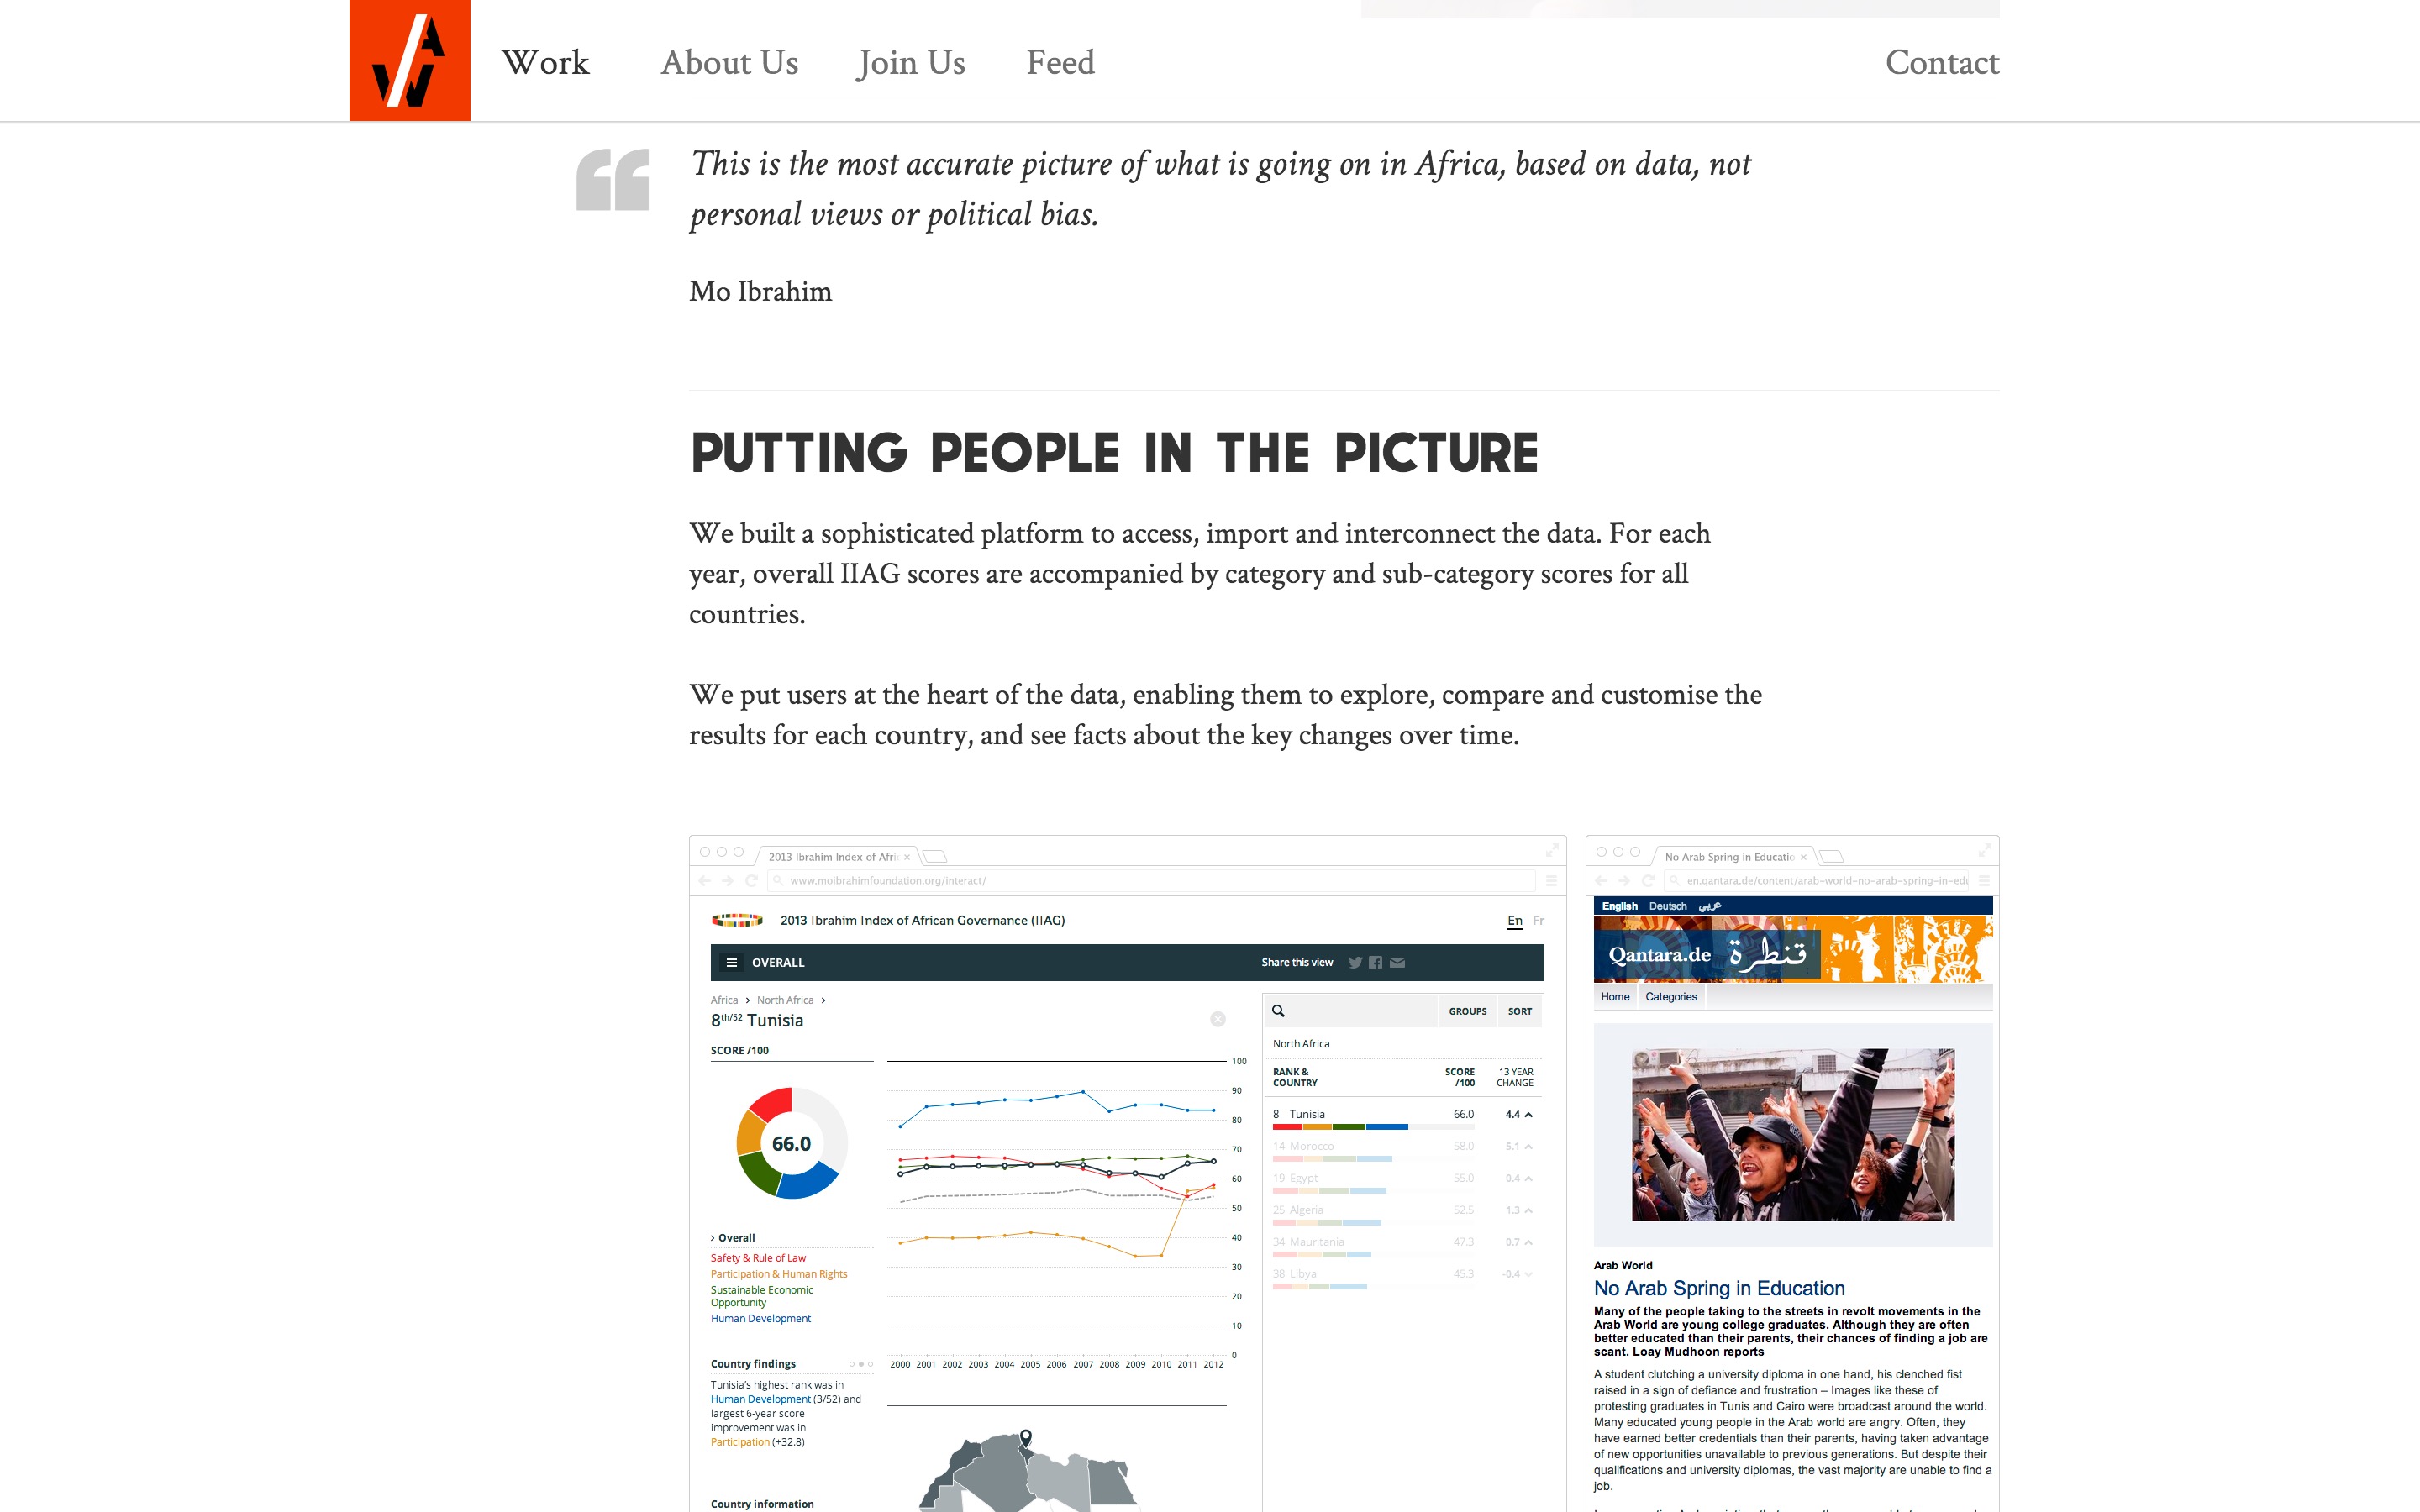 AW
Work
About Us
Join Us
Feed
Contact
This is the most accurate picture of what is going on in Africa, based on data, not
personal views or political bias.
Mo Ibrahim
PUTTING PEOPLE IN THE PICTURE
We built a sophisticated platform to access, import and interconnect the data. For each
year, overall IIAG scores are accompanied by category and sub-category scores for all
countries.
We put users at the heart of the data, enabling them to explore, compare and customise the
results for each country, and see facts about the key changes over time.
2013 Ibrahim Index of Afri
www.moibrahimfoundation.org/interact/
2013 Ibrahim Index of African Governance (IIAG)
En Fr
OVERALL
Share this view
Africa > North Africa >
8th/52 Tunisia
SCORE /100
66.0
> Overall
Safety & Rule of Law
Participation & Human Rights
Sustainable Economic
Opportunity
Human Development
Country findings
Tunisia's highest rank was in
Human Development (3/52) and
largest 6-year score
improvement was in
Participation (+32.8)
Country information
100
90
80
70
60
50
40
30
20
10
0
2000 2001 2002 2003 2004 2005 2006 2007 2008 2009 2010 2011 2012
GROUPS SORT
North Africa
RANK & COUNTRY SCORE /100 13 YEAR CHANGE
8 Tunisia 66.0 4.4
14 Morocco 58.0 5.1
19 Egypt 55.0 0.4
25 Algeria 52.5 1.3
34 Mauritania 47.3 0.7
38 Libya 45.3 -0.4
No Arab Spring in Educatio
en.qantara.de/content/arab-world-no-arab-spring-in-edu
English Deutsch عربي
Qantara.de قنطرة
Home Categories
Arab World
No Arab Spring in Education
Many of the people taking to the streets in revolt movements in the
Arab World are young college graduates. Although they are often
better educated than their parents, their chances of finding a job are
scant. Loay Mudhoon reports
A student clutching a university diploma in one hand, his clenched fist
raised in a sign of defiance and frustration – Images like these of
protesting graduates in Tunis and Cairo were broadcast around the world.
Many educated young people in the Arab world are angry. Often, they
have earned better credentials than their parents, having taken advantage
of new opportunities unavailable to previous generations. But despite their
qualifications and university diplomas, the vast majority are unable to find a
job.